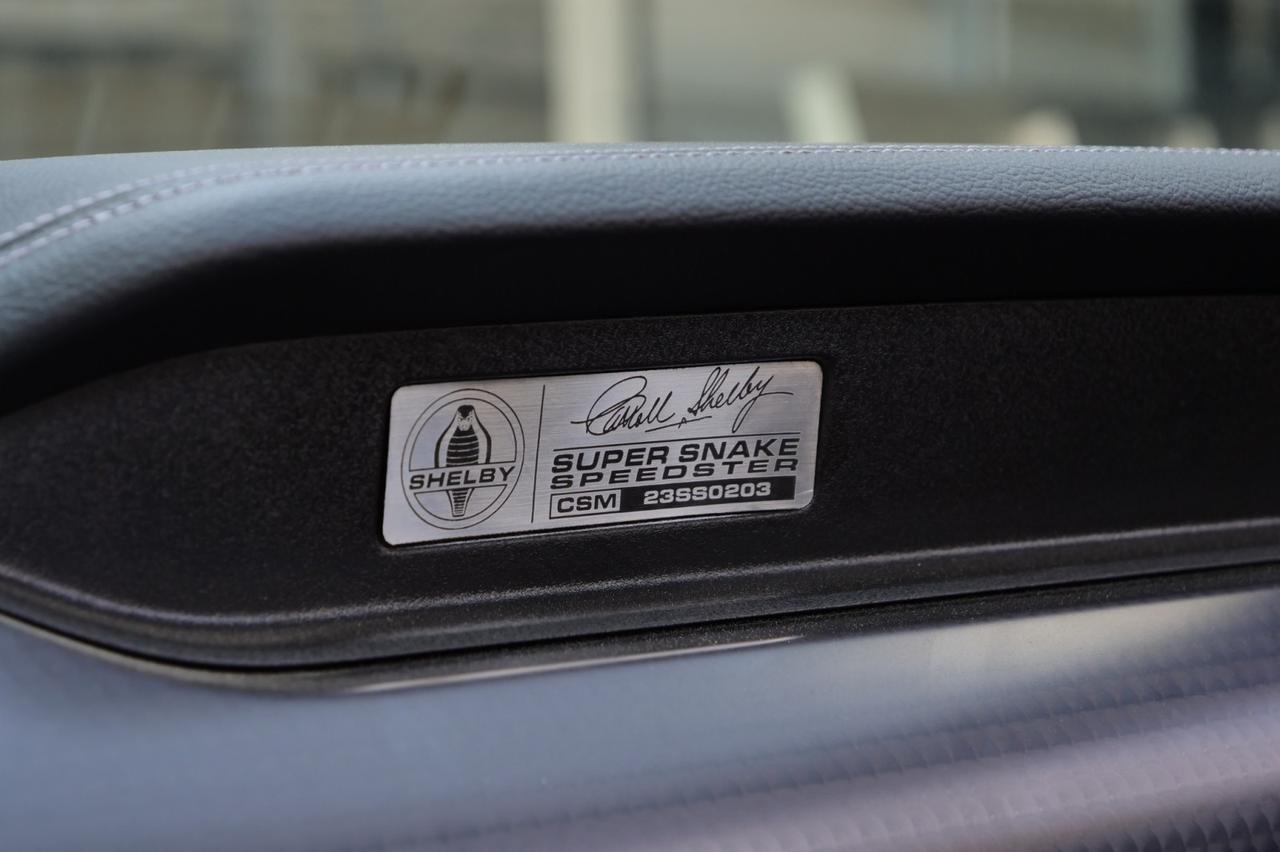 SHELBY
Carroll Shelby
SUPER SNAKE
SPEEDSTER
CSM 23SS0203